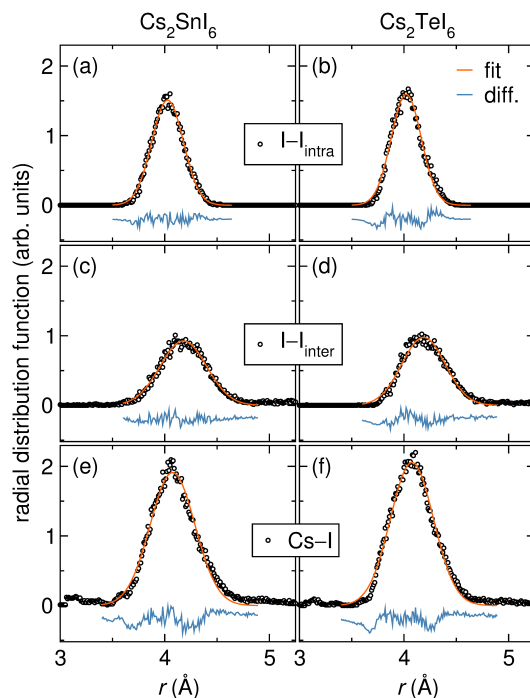 Cs2SnI6 Cs2TeI6
(a) (b)
fit
diff.
I–Iintra
2
1
0
(c) (d)
I–Iinter
2
1
0
(e) (f)
Cs–I
2
1
0
radial distribution function (arb. units)
3 4 5 3 4 5
r (Å) r (Å)